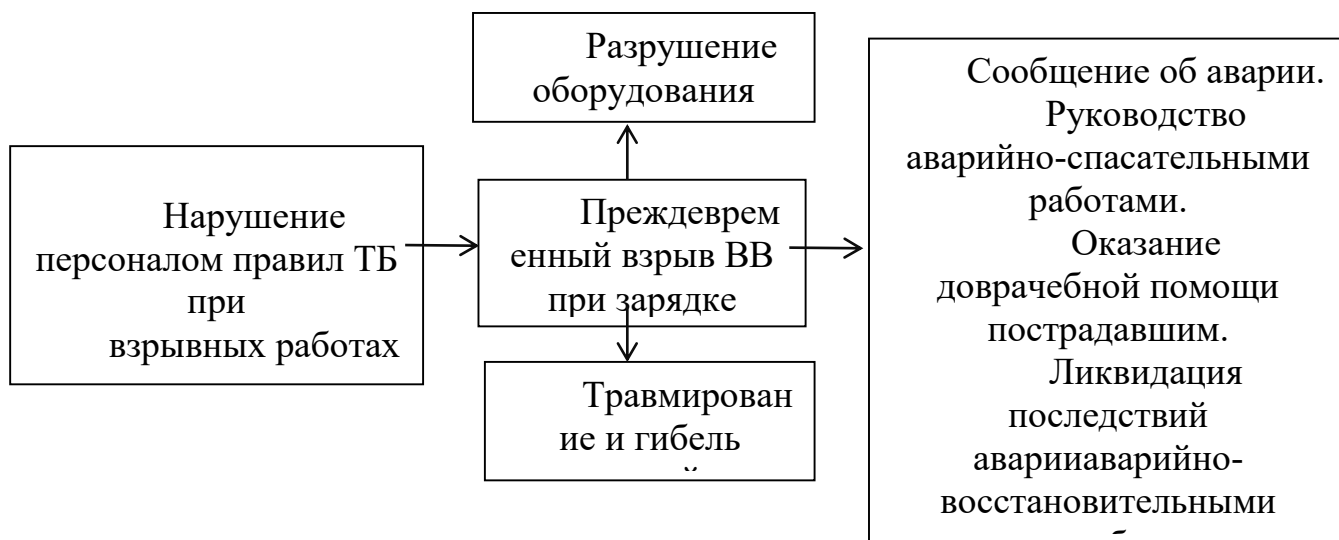 Разрушение
оборудования
Нарушение
персоналом правил ТБ
при
взрывных работах
Преждеврем
енный взрыв ВВ
при зарядке
Травмирован
ие и гибель
Сообщение об аварии.
Руководство
аварийно-спасательными
работами.
Оказание
доврачебной помощи
пострадавшим.
Ликвидация
последствий
аварииаварийно-
восстановительными